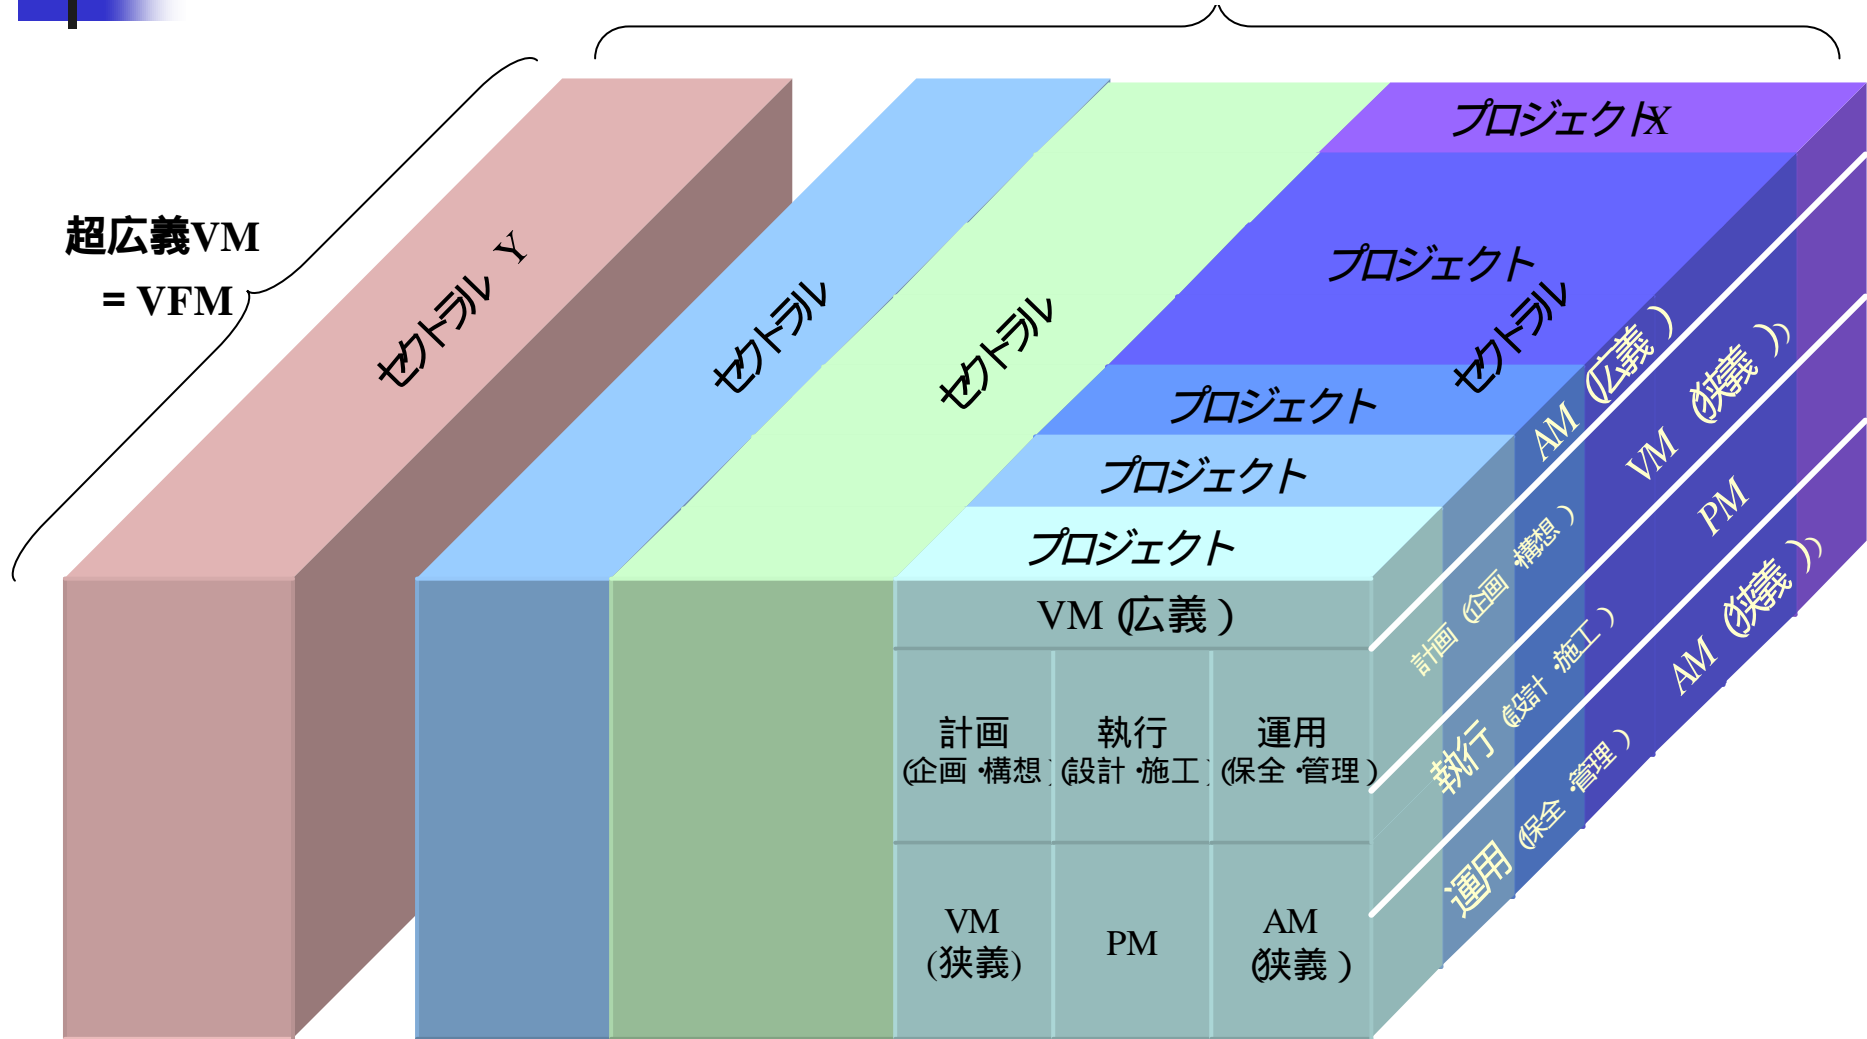 超広義VM
= VFM
セクトラル Y
セクトラル
セクトラル
セクトラル
プロジェクトX
プロジェクト
プロジェクト
プロジェクト
プロジェクト
VM(広義)
計画
(企画・構想)
執行
(設計・施工)
運用
(保全・管理)
VM
(狭義)
PM
AM
(狭義)
AM(広義)
計画(企画・構想) VM(狭義)
執行(設計・施工) PM
運用(保全・管理) AM(狭義)